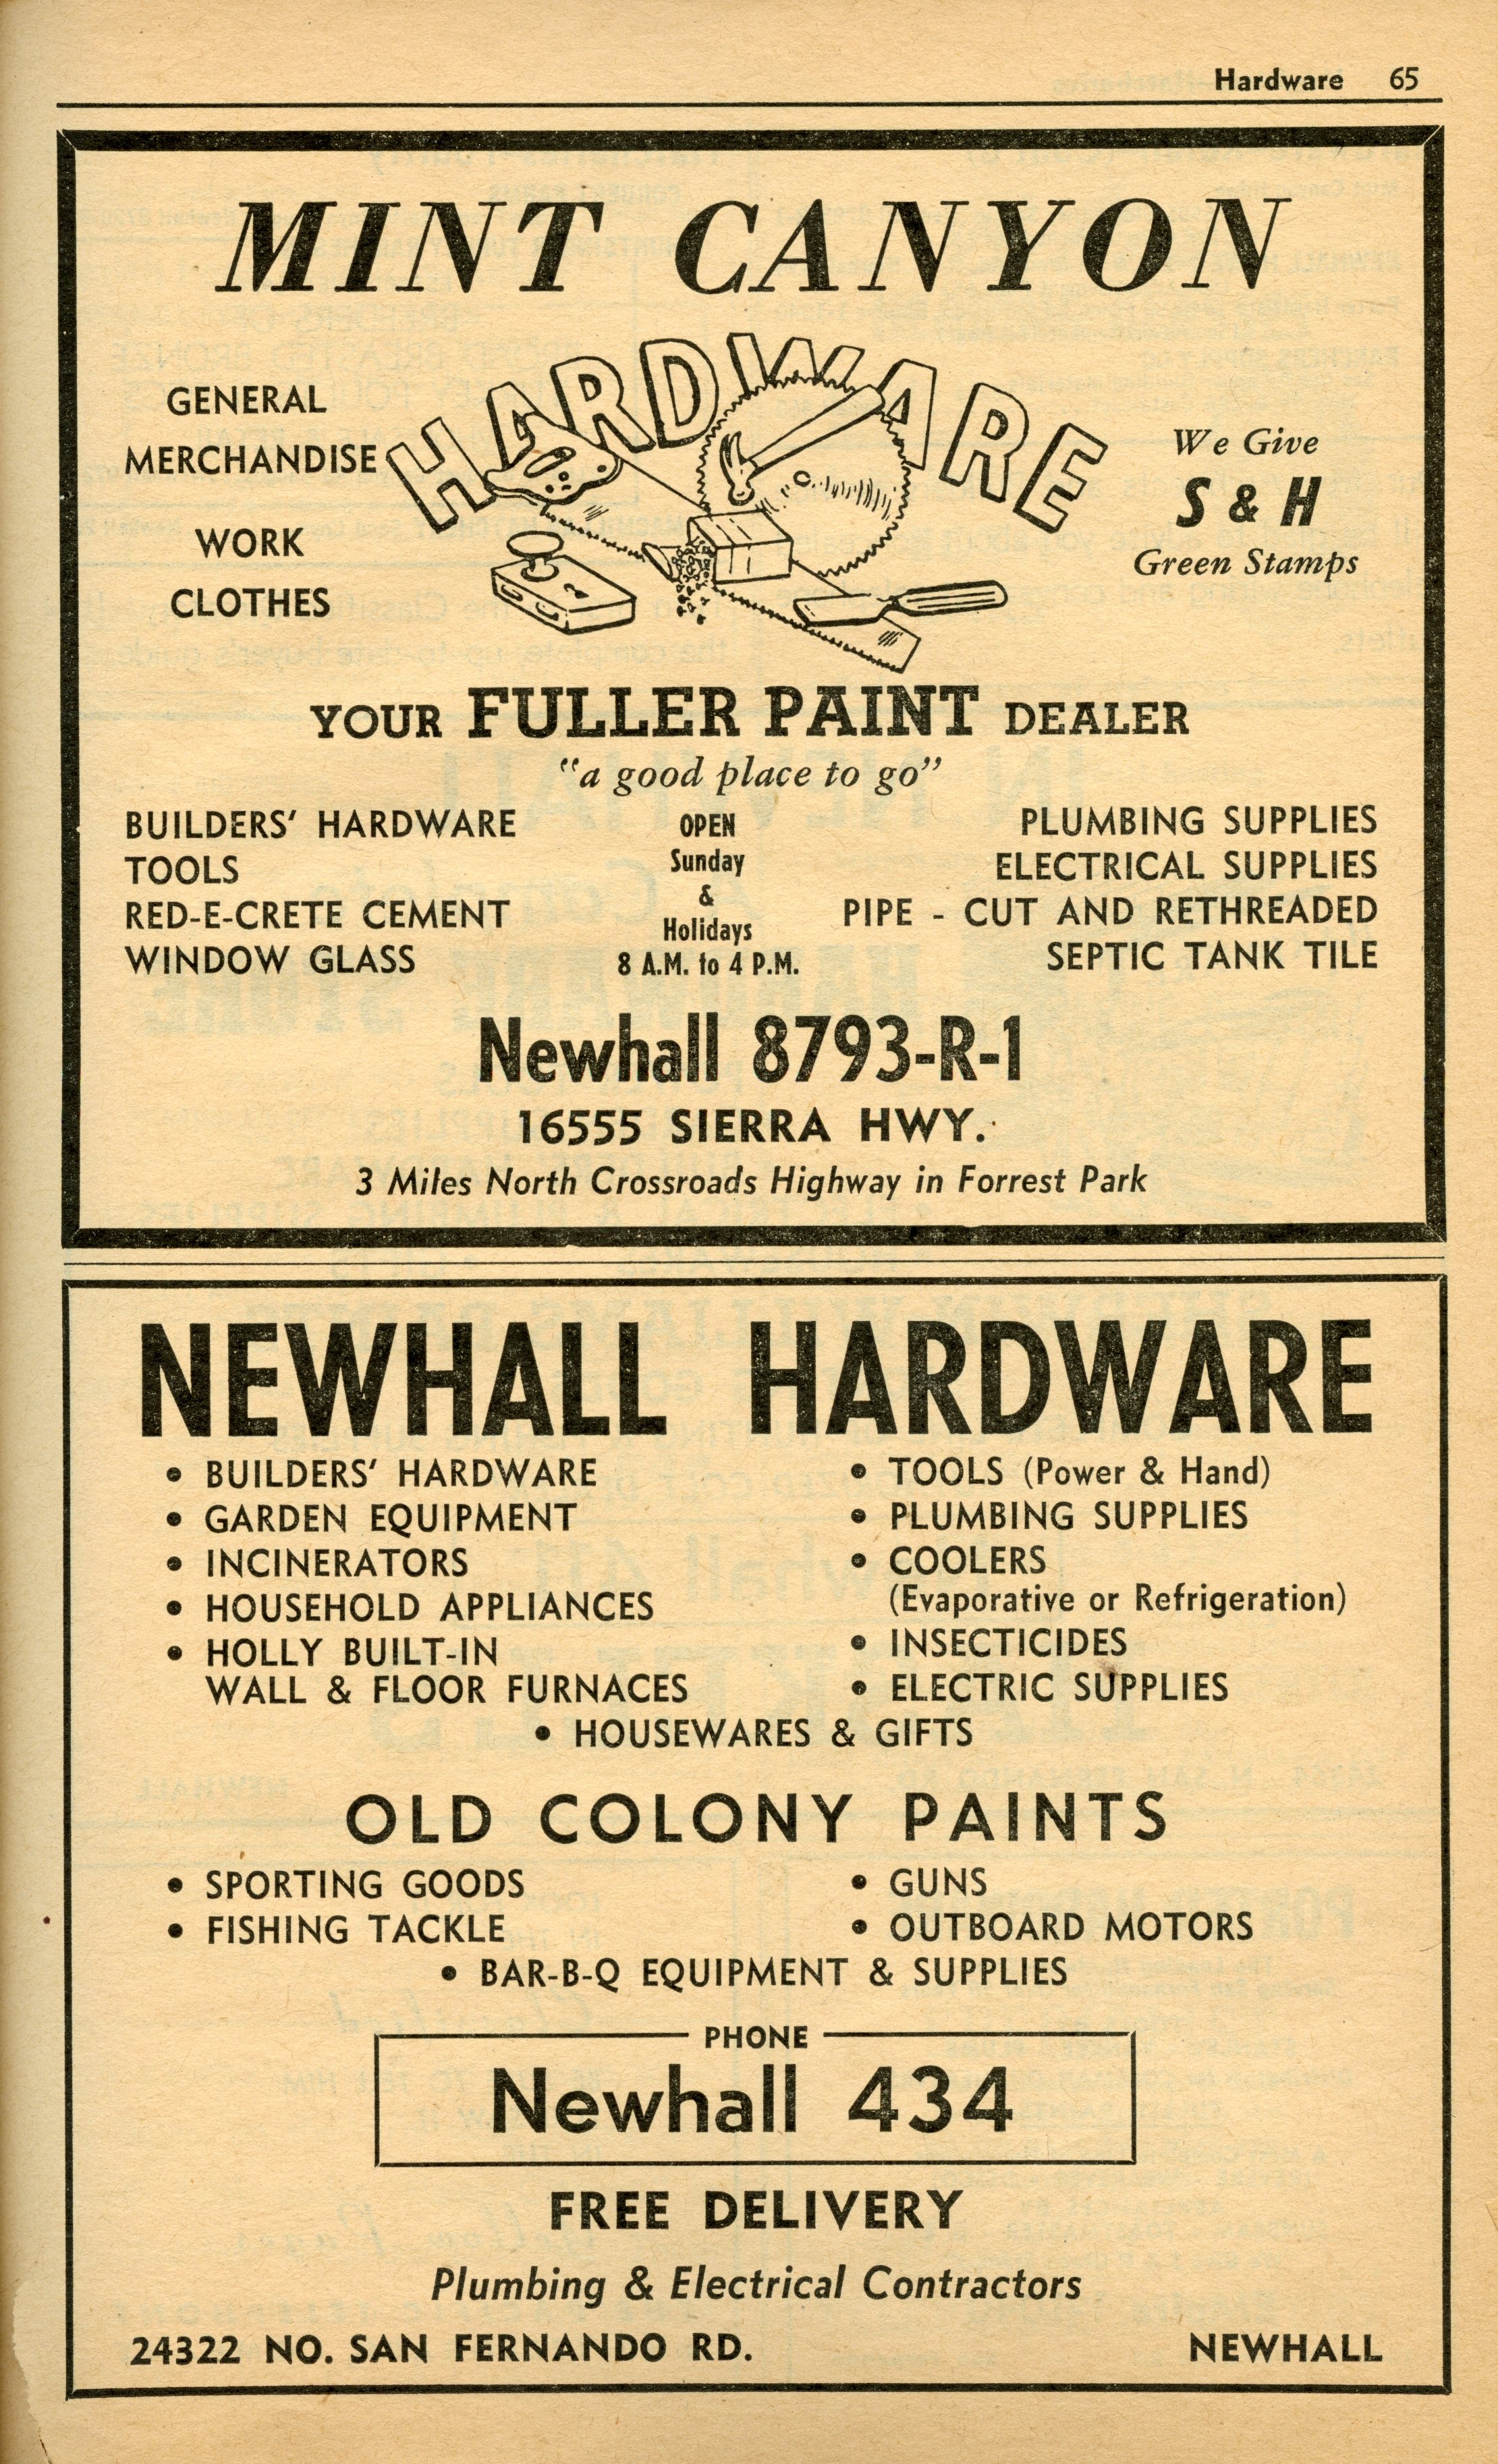 Hardware 65
MINT CANYON
HARDWARE
GENERAL
MERCHANDISE
WORK
CLOTHES
We Give
S & H
Green Stamps
YOUR FULLER PAINT DEALER
"a good place to go"
BUILDERS' HARDWARE
TOOLS
RED-E-CRETE CEMENT
WINDOW GLASS
OPEN
Sunday
&
Holidays
8 A.M. to 4 P.M.
PLUMBING SUPPLIES
ELECTRICAL SUPPLIES
PIPE - CUT AND RETHREADED
SEPTIC TANK TILE
Newhall 8793-R-1
16555 SIERRA HWY.
3 Miles North Crossroads Highway in Forrest Park
NEWHALL HARDWARE
• BUILDERS' HARDWARE
• GARDEN EQUIPMENT
• INCINERATORS
• HOUSEHOLD APPLIANCES
• HOLLY BUILT-IN
WALL & FLOOR FURNACES
• TOOLS (Power & Hand)
• PLUMBING SUPPLIES
• COOLERS
(Evaporative or Refrigeration)
• INSECTICIDES
• ELECTRIC SUPPLIES
• HOUSEWARES & GIFTS
OLD COLONY PAINTS
• SPORTING GOODS
• FISHING TACKLE
• GUNS
• OUTBOARD MOTORS
• BAR-B-Q EQUIPMENT & SUPPLIES
PHONE
Newhall 434
FREE DELIVERY
Plumbing & Electrical Contractors
24322 NO. SAN FERNANDO RD. NEWHALL